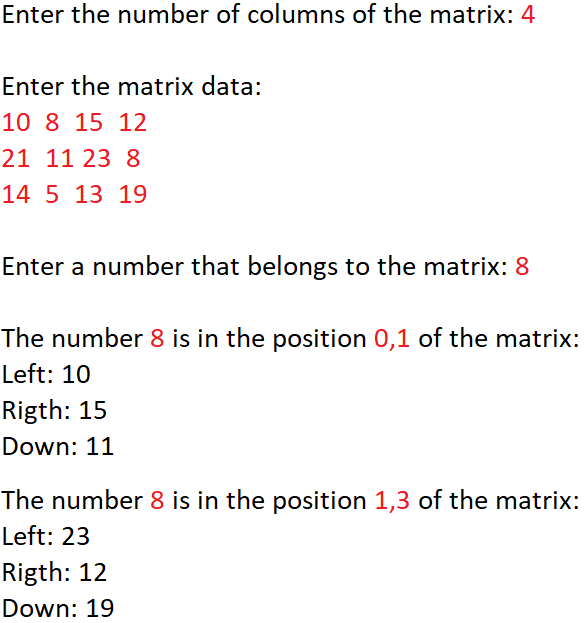 Enter the number of columns of the matrix: 4
Enter the matrix data:
10 8 15 12
21 11 23 8
14 5 13 19
Enter a number that belongs to the matrix: 8
The number 8 is in the position 0,1 of the matrix:
Left: 10
Rigth: 15
Down: 11
The number 8 is in the position 1,3 of the matrix:
Left: 23
Rigth: 12
Down: 19